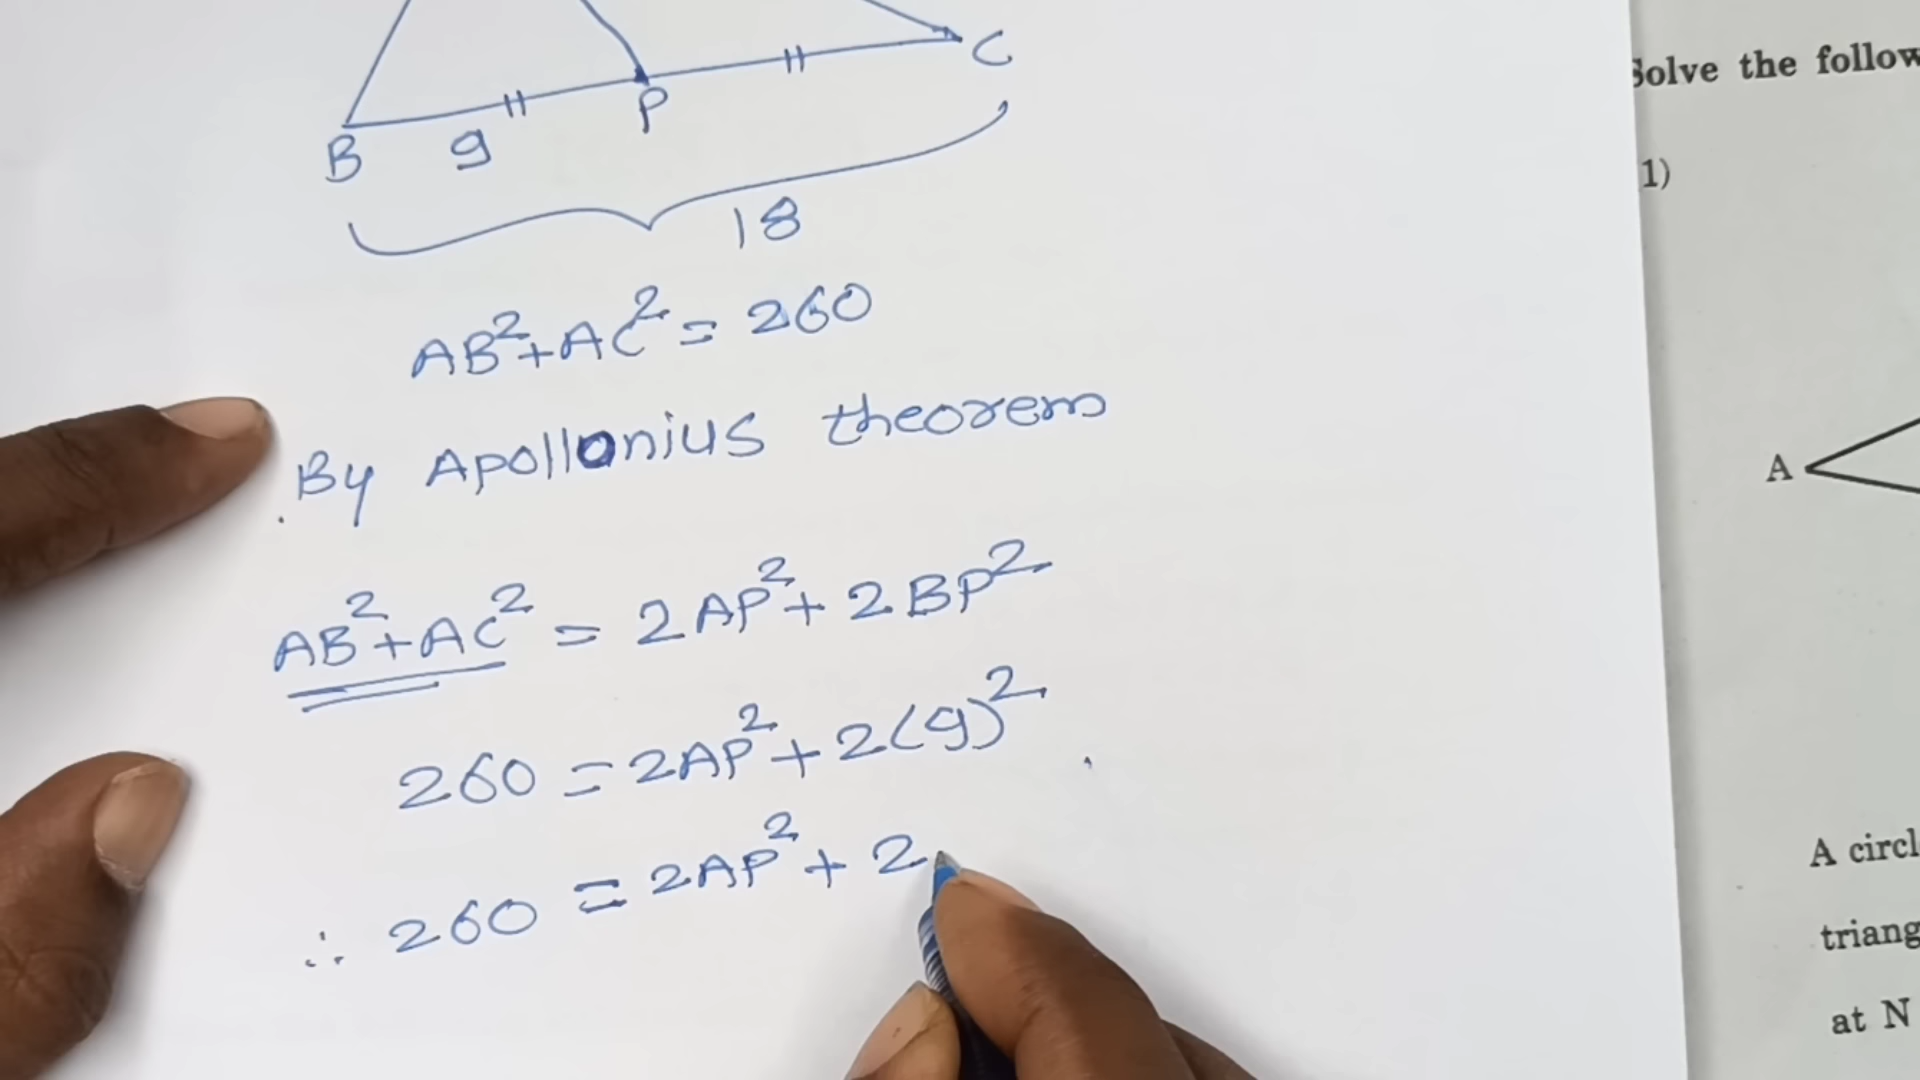 C
P
B 9
18
AB²+AC² = 260
By Apollonius theorem
AB²+AC² = 2AP²+2BP²
260 = 2AP²+2(9)²
∴ 260 = 2AP²+2
Solve the follow
1)
A
A circl
triang
at N